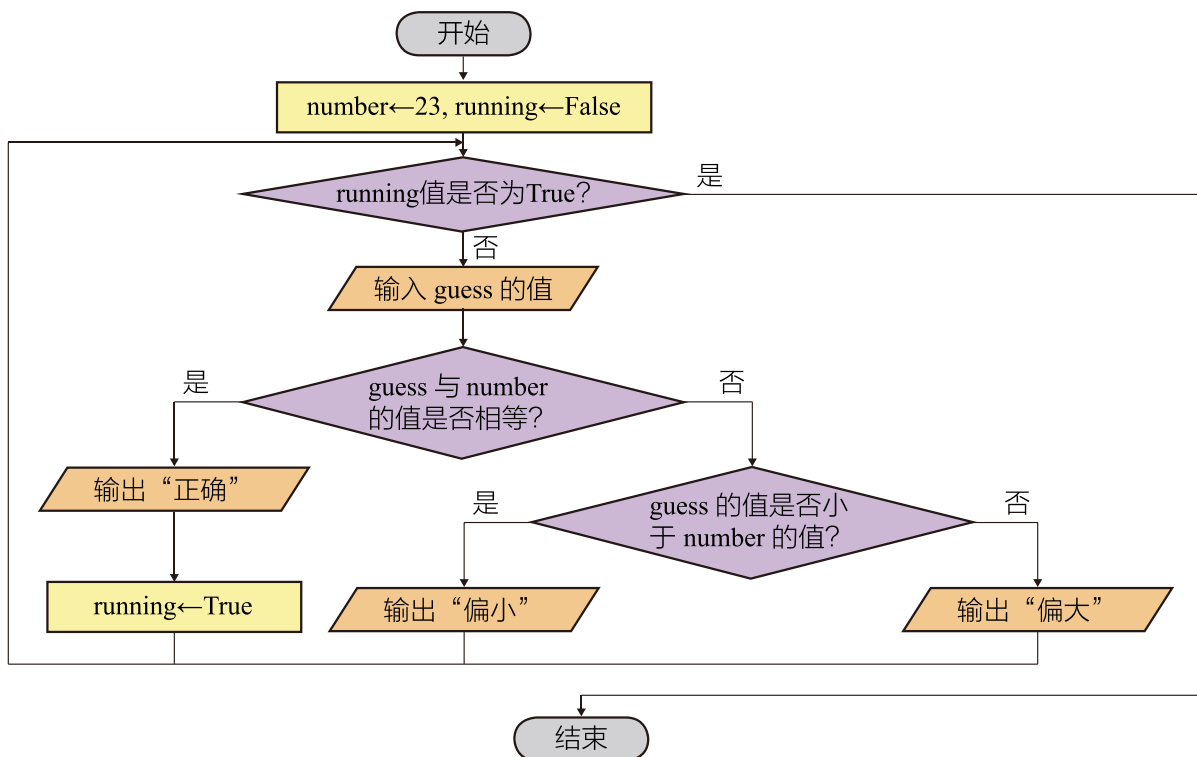 开始
number←23, running←False
running值是否为True？
是
否
输入 guess 的值
guess 与 number
的值是否相等？
是
否
输出“正确”
running←True
guess 的值是否小
于 number 的值？
是
否
输出“偏小”
输出“偏大”
结束